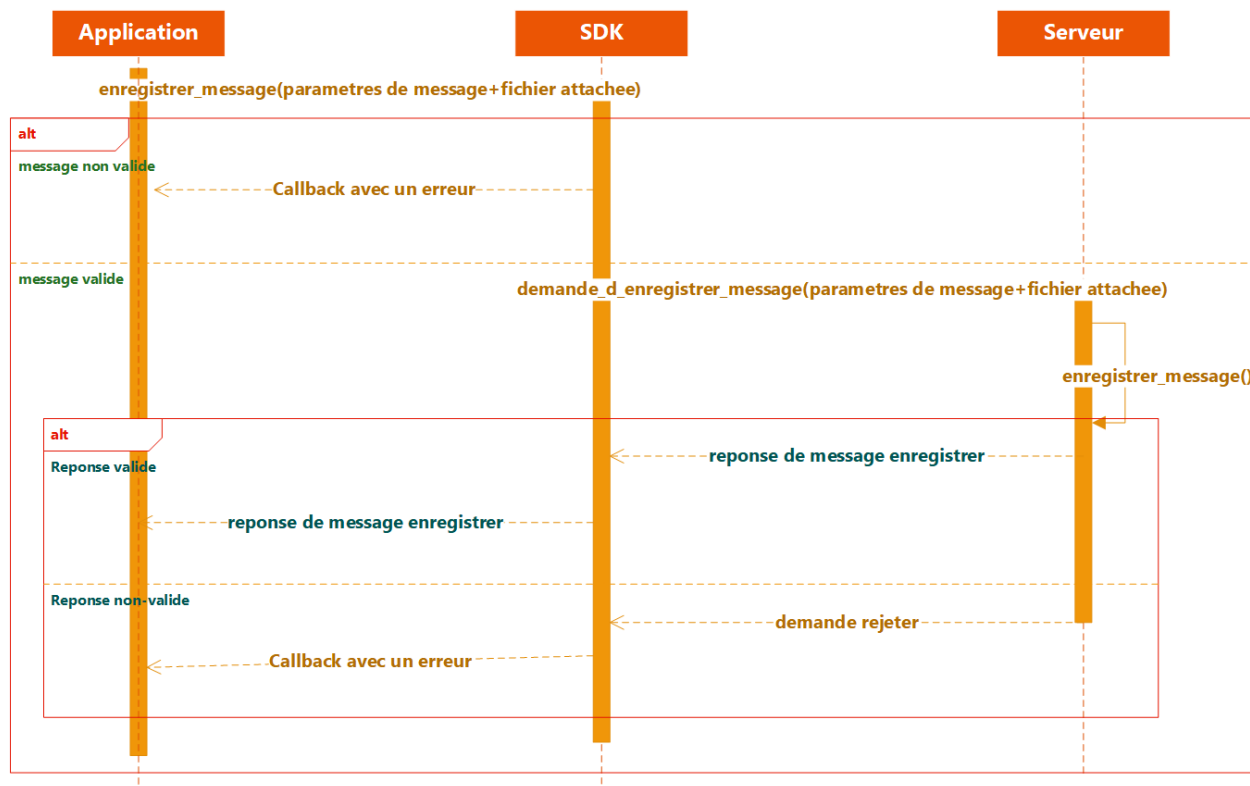 Application
SDK
Serveur
enregistrer_message(parametres de message+fichier attachee)
alt
message non valide
Callback avec un erreur
message valide
demande_d_enregistrer_message(parametres de message+fichier attachee)
enregistrer_message()
alt
reponse de message enregistrer
Reponse valide
reponse de message enregistrer
Reponse non-valide
demande rejeter
Callback avec un erreur